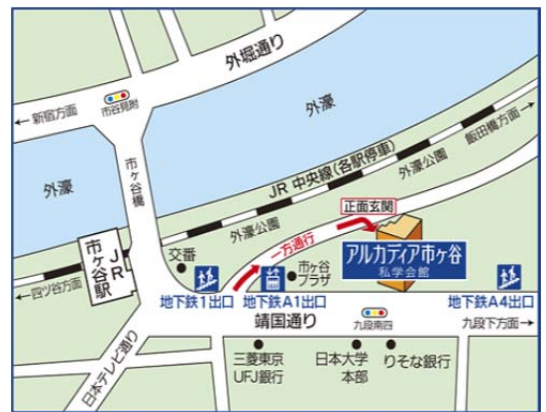 外堀通り
←新宿方面
市谷見附
外濠
外濠
飯田橋方面→
市ヶ谷橋
JR 中央線(各駅停車)
外濠公園
正面玄関
外濠公園
一方通行
アルカディア市ヶ谷
私学会館
JR
市ヶ谷駅
交番
市ヶ谷
プラザ
←四ツ谷方面
地下鉄1出口
地下鉄A1出口
地下鉄A4出口
靖国通り
九段南四
九段下方面→
日本テレビ通り
三菱東京
UFJ銀行
日本大学
本部
りそな銀行